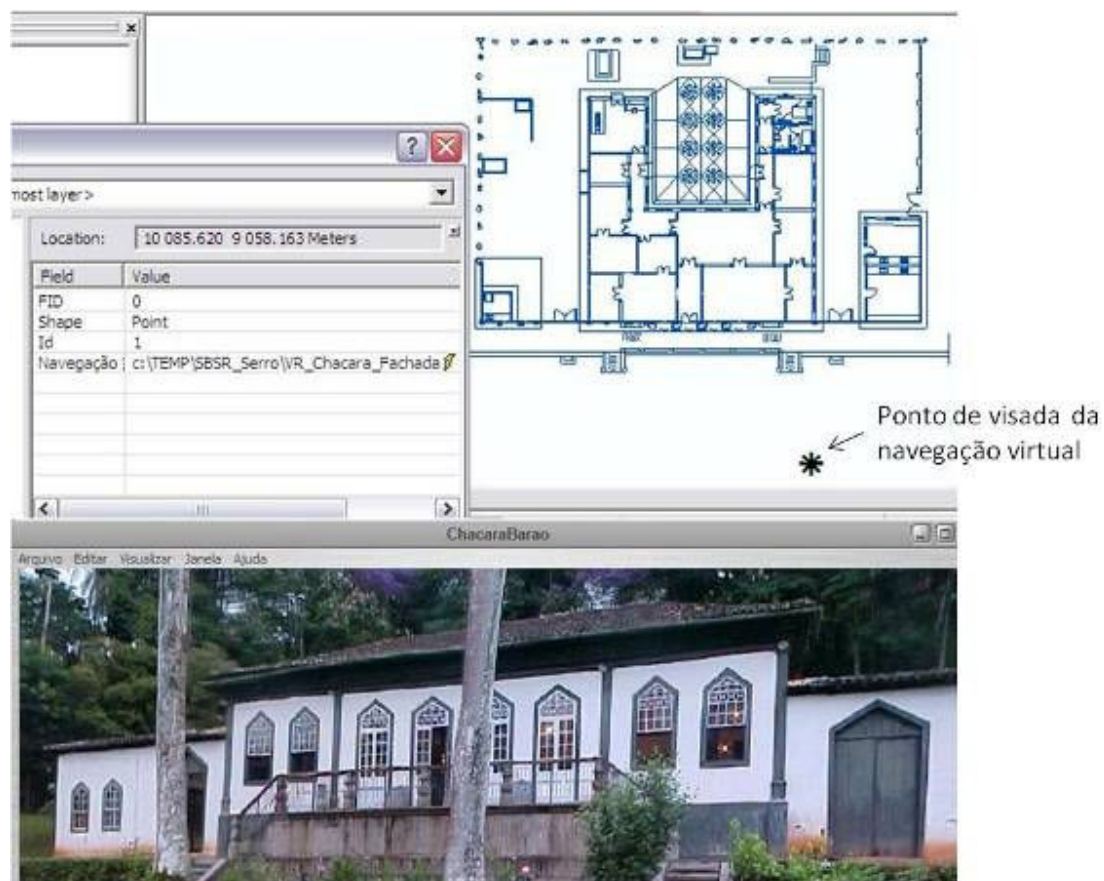 most layer>
Location: 10 085.620 9 058.163 Meters
Field Value
FID 0
Shape Point
Id 1
Navegação c:\TEMP\SBSR_Serro\VR_Chacara_Fachada
Ponto de visada da
navegação virtual
ChacaraBarao
Arquivo Editar Visualizar Janela Ajuda